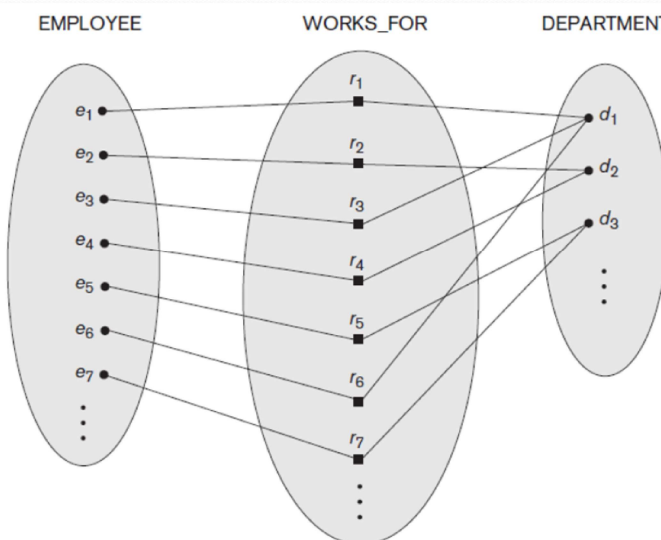 EMPLOYEE WORKS_FOR DEPARTMENT
e1 r1 d1
e2 r2 d2
e3 r3 d3
e4 r4
e5 r5
e6 r6
e7 r7